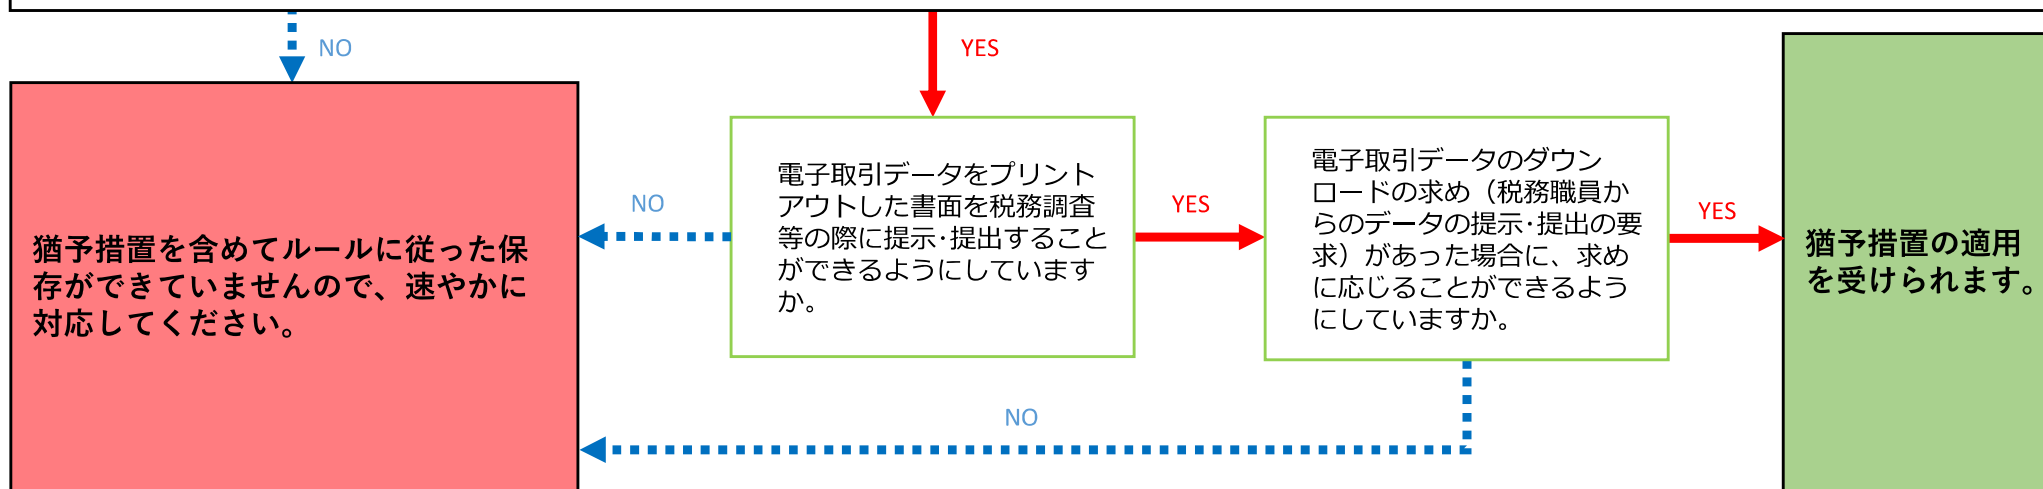 NO
YES
電子取引データをプリント
アウトした書面を税務調査
等の際に提示･提出すること
ができるようにしています
か。
電子取引データのダウン
ロードの求め（税務職員か
らのデータの提示･提出の要
求）があった場合に、求め
に応じることができるよう
にしていますか。
NO
YES
YES
猶予措置を含めてルールに従った保
存ができていませんので、速やかに
対応してください。
猶予措置の適用
を受けられます。
NO